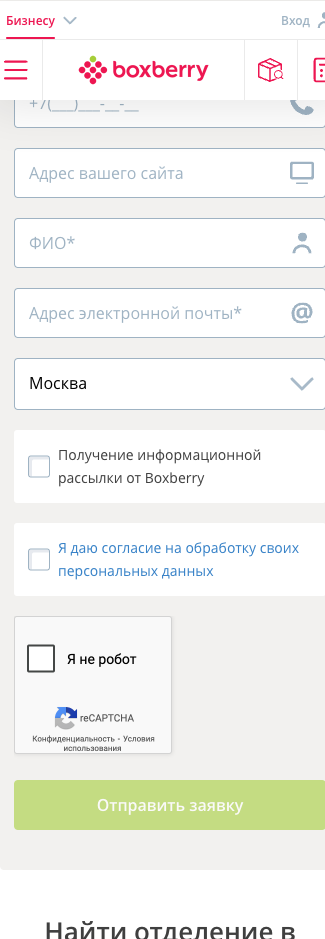 Бизнесу
Вход
boxberry
+7(___)___-__-__
Адрес вашего сайта
ФИО*
Адрес электронной почты*
@
Москва
Получение информационной
рассылки от Boxberry
Я даю согласие на обработку своих
персональных данных
Я не робот
reCAPTCHA
Конфиденциальность - Условия
использования
Отправить заявку
Найти отделение в